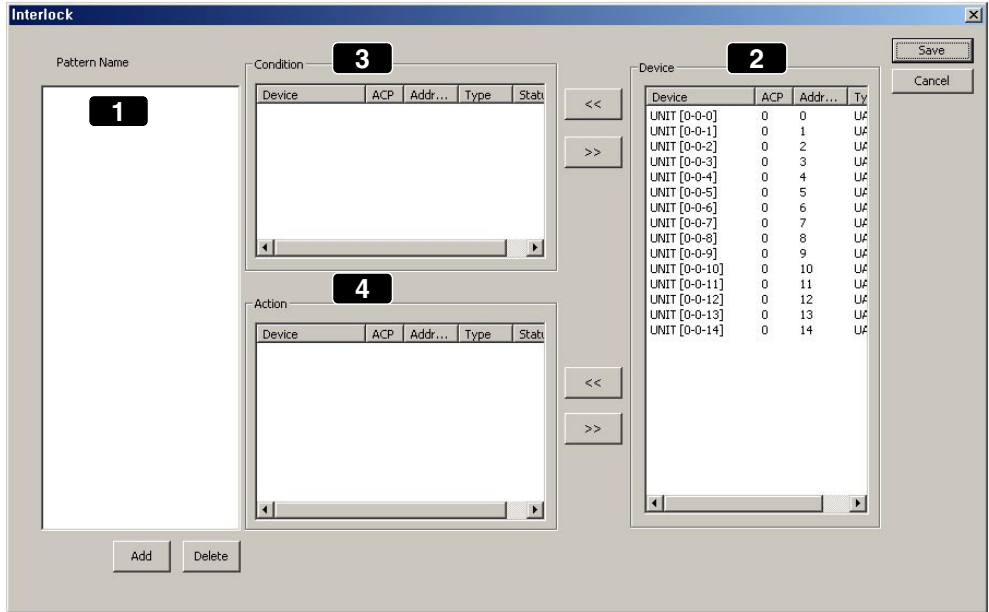 Interlock
Pattern Name
1
Add Delete
Condition 3
Device ACP Addr... Type Statu
<<
>>
Action 4
Device ACP Addr... Type Statu
<<
>>
Device 2
Device ACP Addr... Ty
UNIT [0-0-0] 0 0 UA
UNIT [0-0-1] 0 1 UA
UNIT [0-0-2] 0 2 UA
UNIT [0-0-3] 0 3 UA
UNIT [0-0-4] 0 4 UA
UNIT [0-0-5] 0 5 UA
UNIT [0-0-6] 0 6 UA
UNIT [0-0-7] 0 7 UA
UNIT [0-0-8] 0 8 UA
UNIT [0-0-9] 0 9 UA
UNIT [0-0-10] 0 10 UA
UNIT [0-0-11] 0 11 UA
UNIT [0-0-12] 0 12 UA
UNIT [0-0-13] 0 13 UA
UNIT [0-0-14] 0 14 UA
Save
Cancel